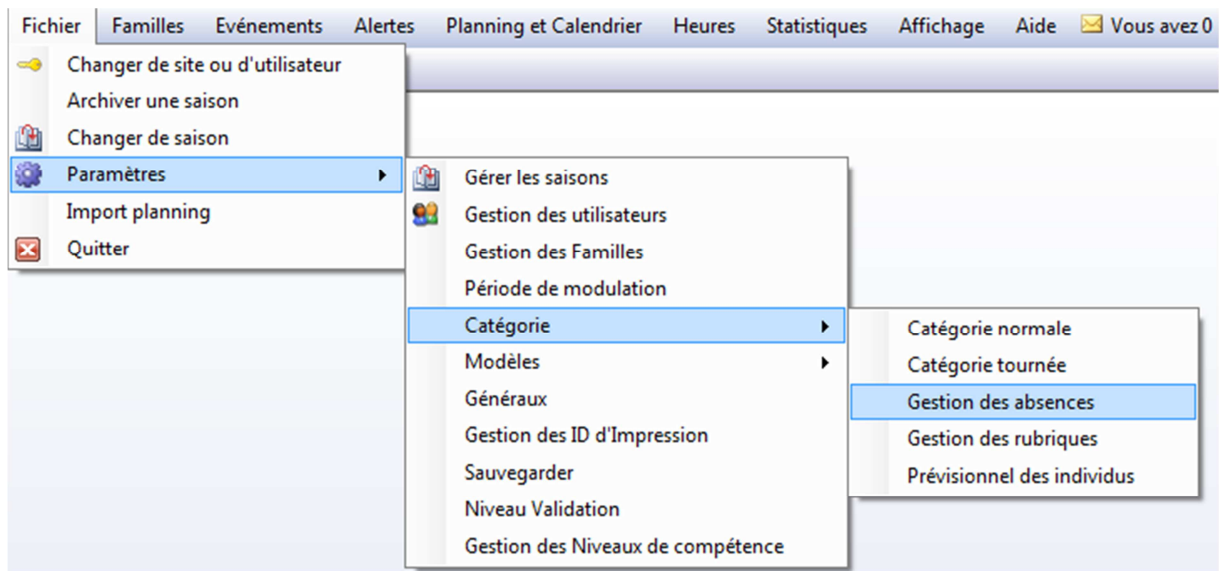 Fichier Familles Evénements Alertes Planning et Calendrier Heures Statistiques Affichage Aide Vous avez 0
Changer de site ou d'utilisateur
Archiver une saison
Changer de saison
Paramètres
Import planning
Quitter
Gérer les saisons
Gestion des utilisateurs
Gestion des Familles
Période de modulation
Catégorie
Modèles
Généraux
Gestion des ID d'Impression
Sauvegarder
Niveau Validation
Gestion des Niveaux de compétence
Catégorie normale
Catégorie tournée
Gestion des absences
Gestion des rubriques
Prévisionnel des individus